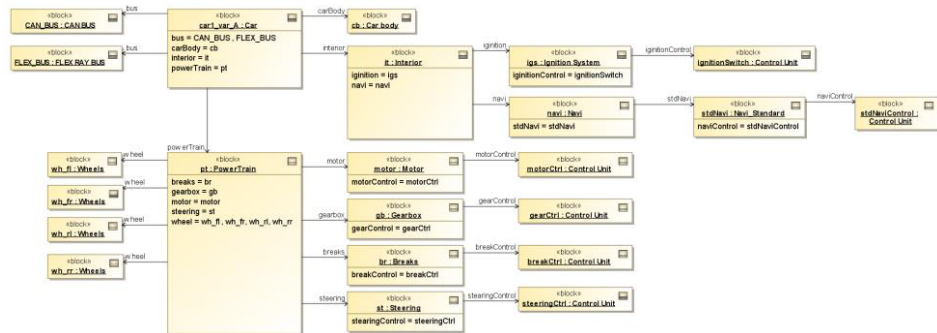 «block»
CAN_BUS : CAN BUS
bus
«block»
car1_var_A : Car
bus = CAN_BUS , FLEX_BUS
carBody = cb
interior = it
powerTrain = pt
carBody
«block»
cb : Car body
«block»
FLEX_BUS : FLEX RAY BUS
bus
interior
«block»
it : Interior
iginition = igs
navi = navi
ignition
«block»
igs : Ignition System
iginitionControl = ignitionSwitch
iginitionControl
«block»
ignitionSwitch : Control Unit
navi
«block»
navi : Navi
stdNavi = stdNavi
stdNavi
«block»
stdNavi : Navi_Standard
naviControl = stdNaviControl
naviControl
«block»
stdNaviControl :
Control Unit
powerTrain
«block»
pt : PowerTrain
breaks = br
gearbox = gb
motor = motor
steering = st
wheel = wh_fl , wh_fr, wh_rl, wh_rr
wheel
«block»
wh_fl : Wheels
wheel
«block»
wh_fr : Wheels
wheel
«block»
wh_rl : Wheels
wheel
«block»
wh_rr : Wheels
motor
«block»
motor : Motor
motorControl = motorCtrl
motorControl
«block»
motorCtrl : Control Unit
gearbox
«block»
gb : Gearbox
gearControl = gearCtrl
gearControl
«block»
gearCtrl : Control Unit
breaks
«block»
br : Breaks
breakControl = breakCtrl
breakControl
«block»
breakCtrl : Control Unit
steering
«block»
st : Steering
stearingControl = steeringCtrl
stearingControl
«block»
steeringCtrl : Control Unit